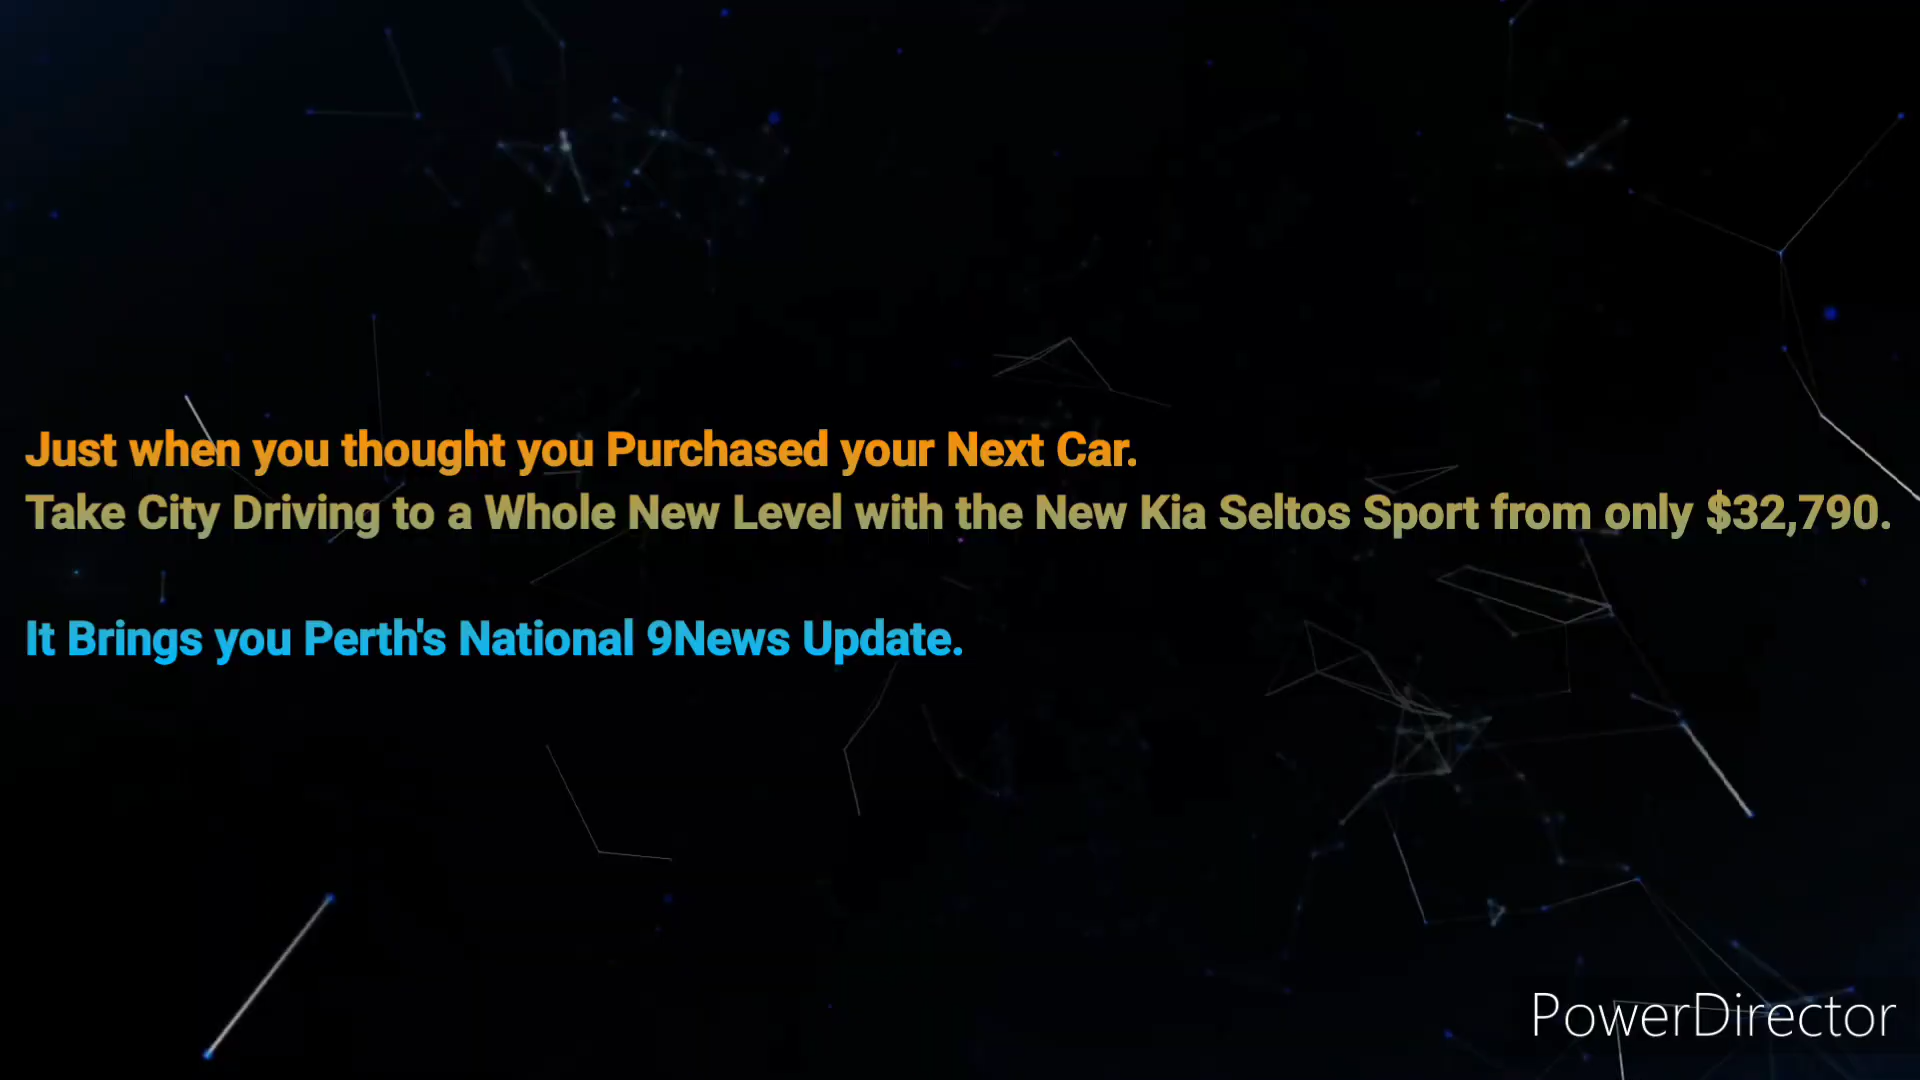 Just when you thought you Purchased your Next Car.
Take City Driving to a Whole New Level with the New Kia Seltos Sport from only $32,790.
It Brings you Perth's National 9News Update.
PowerDirector